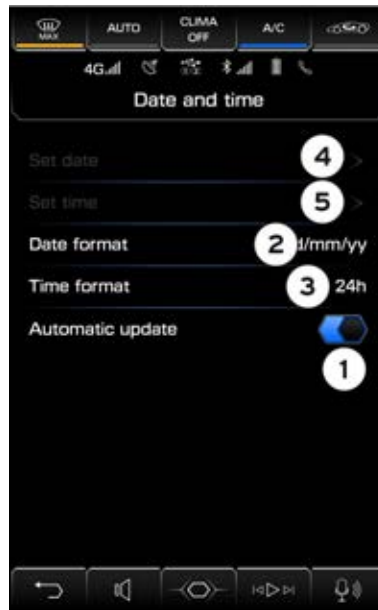 MAX AUTO CLIMA OFF A/C
4G
Date and time
Set date 4 >
Set time 5 >
Date format 2 d/mm/yy
Time format 3 24h
Automatic update
1